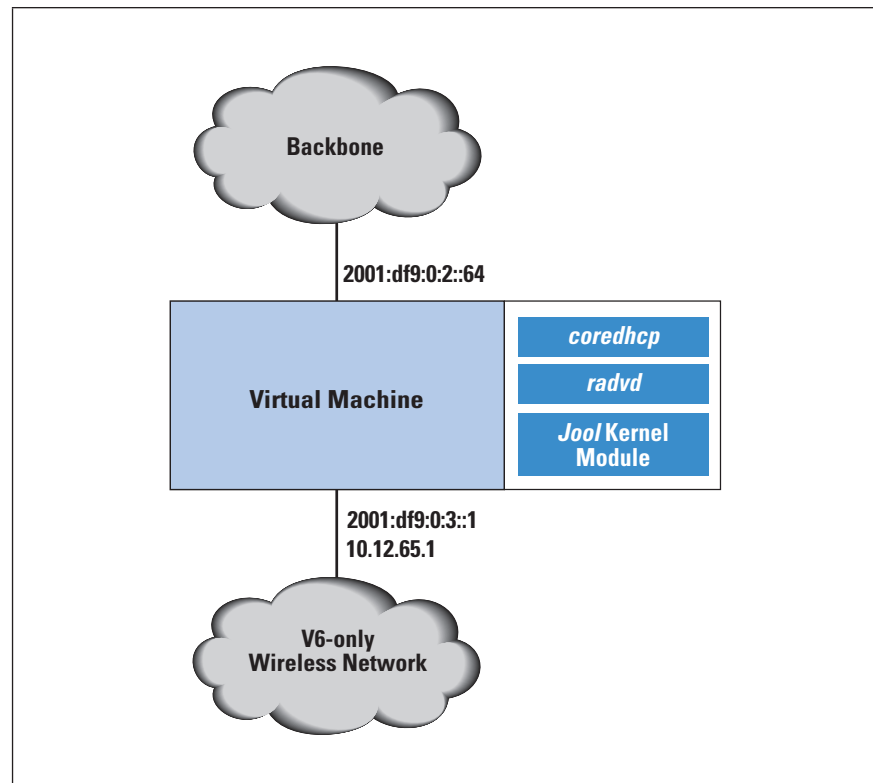 Backbone
2001:df9:0:2::64
Virtual Machine
coredhcp
radvd
Jool Kernel
Module
2001:df9:0:3::1
10.12.65.1
V6-only
Wireless Network